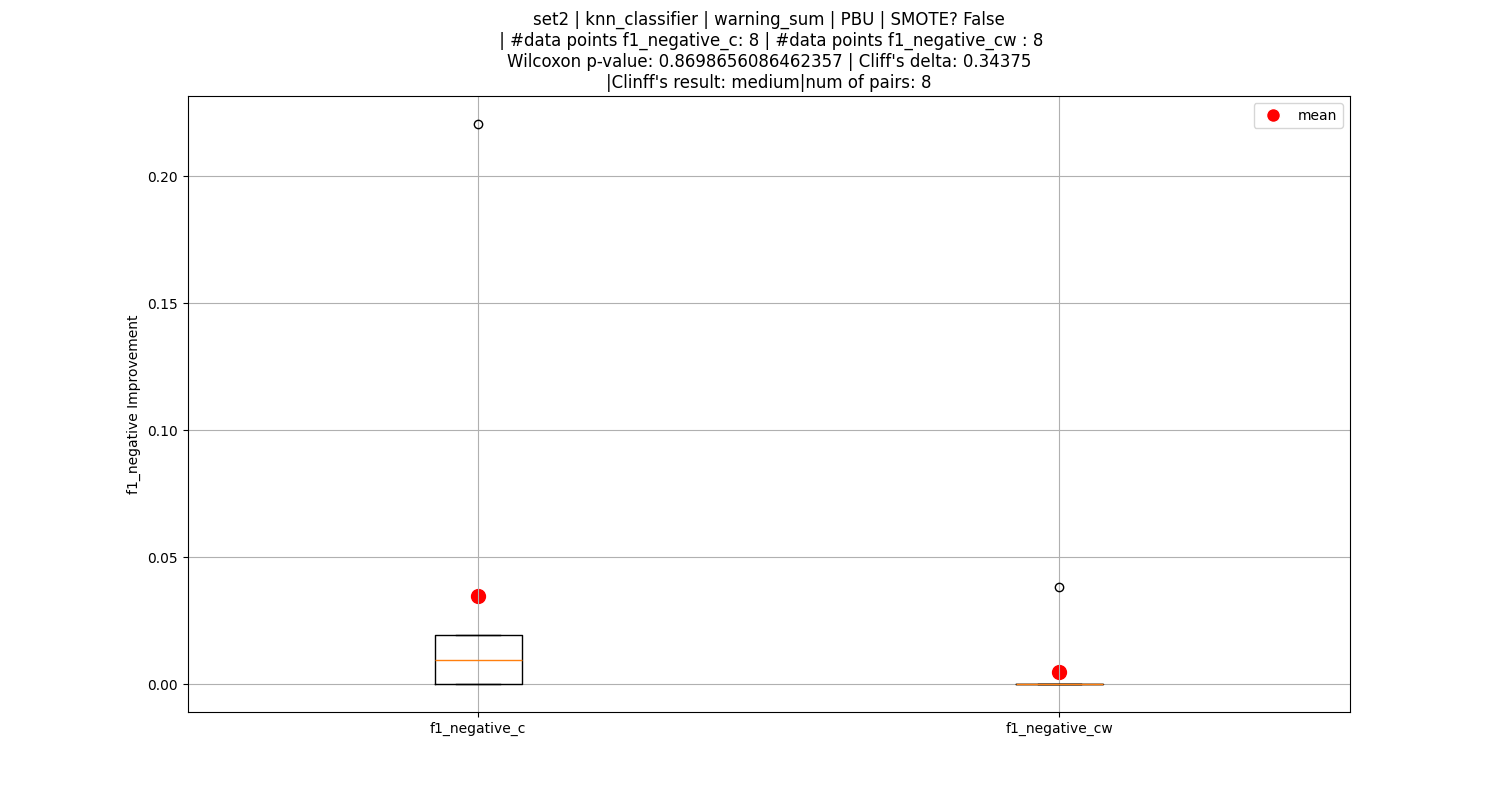 set2 | knn_classifier | warning_sum | PBU | SMOTE? False
| #data points f1_negative_c: 8 | #data points f1_negative_cw : 8
Wilcoxon p-value: 0.8698656086462357 | Cliff's delta: 0.34375
|Clinff's result: medium|num of pairs: 8
mean
0.20
0.15
0.10
0.05
0.00
f1_negative Improvement
f1_negative_c
f1_negative_cw